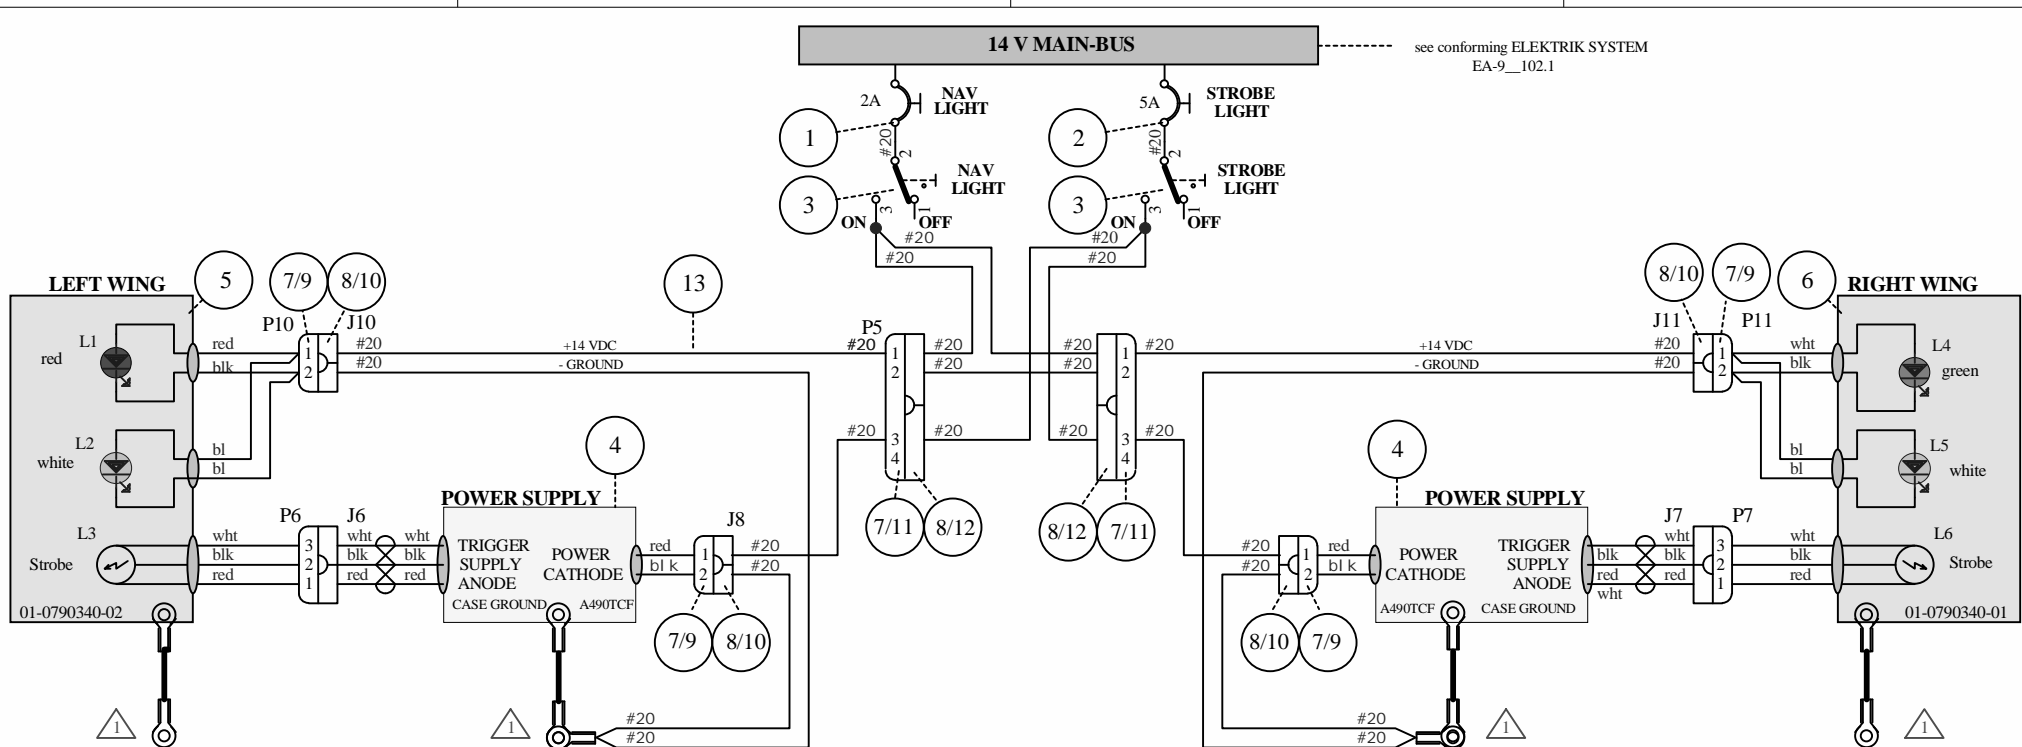 14 V MAIN-BUS
see conforming ELEKTRIK SYSTEM
EA-9__102.1
2A
NAV
LIGHT
5A
STROBE
LIGHT
1
#20
2
2
#20
2
NAV
LIGHT
STROBE
LIGHT
3
3
1
ON
OFF
3
3
1
ON
OFF
#20
#20
#20
#20
LEFT WING
5
7/9
8/10
13
8/10
7/9
6
RIGHT WING
P10
J10
P5
J11
P11
L1
red
red
blk
1
2
#20
#20
+14 VDC
- GROUND
#20
1
2
#20
#20
#20
#20
1
2
#20
+14 VDC
- GROUND
#20
#20
1
2
wht
blk
L4
green
L2
white
bl
bl
4
#20
3
4
#20
#20
3
4
#20
4
bl
bl
L5
white
POWER SUPPLY
7/11
8/12
8/12
7/11
POWER SUPPLY
L3
Strobe
wht
blk
red
P6
3
2
1
J6
wht
blk
red
wht
blk
red
TRIGGER
SUPPLY
ANODE
POWER
CATHODE
CASE GROUND
A490TCF
red
bl k
J8
1
2
#20
#20
#20
#20
1
2
red
bl k
POWER
CATHODE
TRIGGER
SUPPLY
ANODE
A490TCF
CASE GROUND
blk
red
wht
J7
wht
blk
red
P7
3
2
1
wht
blk
red
L6
Strobe
01-0790340-02
01-0790340-01
7/9
8/10
8/10
7/9
1
1
#20
#20
#20
#20
1
1